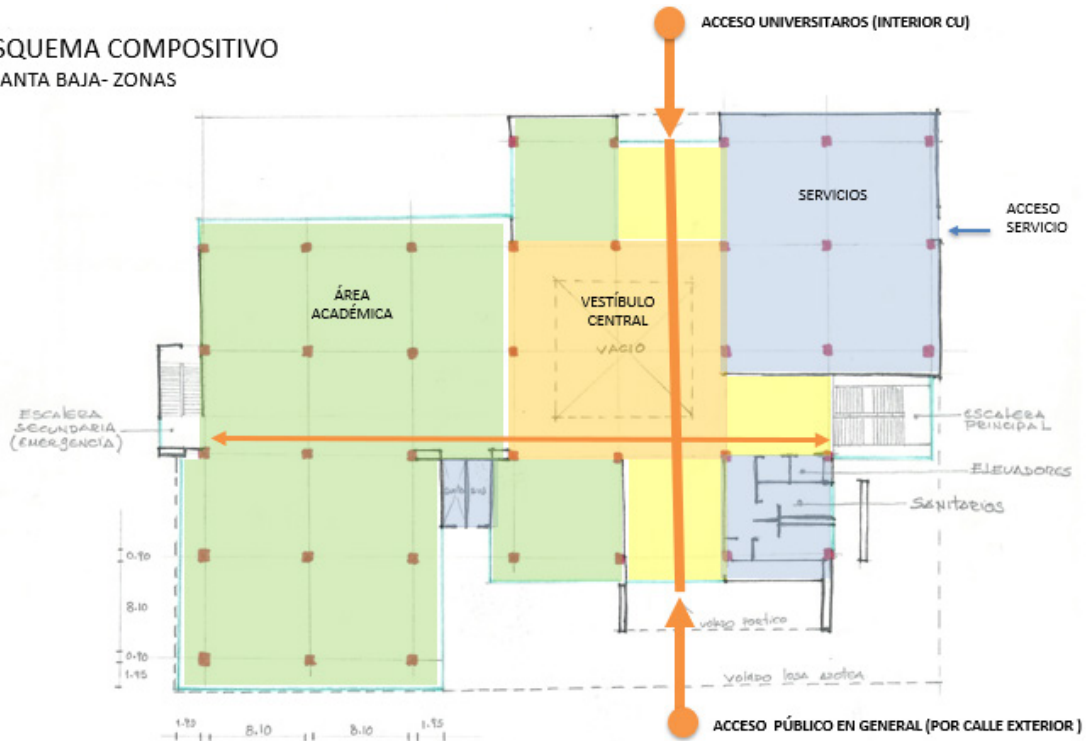 ACCESO UNIVERSITAROS (INTERIOR CU)
SQUEMA COMPOSITIVO
ANTA BAJA- ZONAS
SERVICIOS
ACCESO
SERVICIO
ÁREA
ACADÉMICA
VESTÍBULO
CENTRAL
VACIO
ESCALERA
SECUNDARIA
(EMERGENCIA)
ESCALERA
PRINCIPAL
ELEVADORES
SANITARIOS
0.90
8.10
0.90
1.95
VOLADO PORTICO
VOLADO LOSA AZOTEA
1.90
8.10
8.10
1.95
ACCESO PÚBLICO EN GENERAL (POR CALLE EXTERIOR )